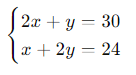 2x + y = 30
x + 2y = 24